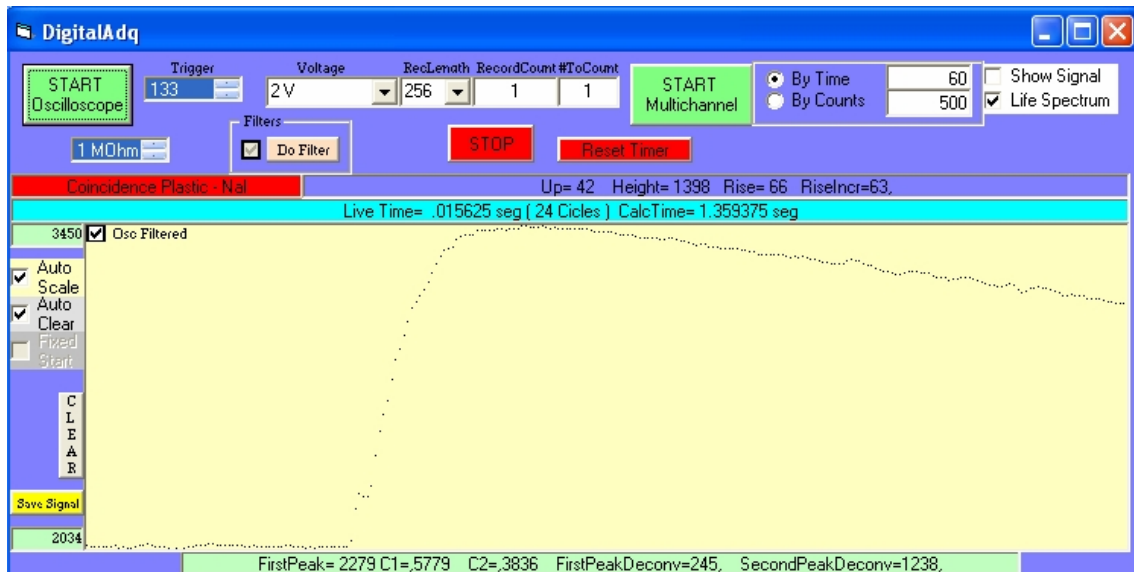 DigitalAdq
START Oscilloscope
Trigger
133
Voltage
2 V
RecLength
256
RecordCount
1
#ToCount
1
START Multichannel
By Time
60
By Counts
500
Show Signal
Life Spectrum
1 MOhm
Filters
Do Filter
STOP
Reset Timer
Coincidence Plastic - NaI
Up= 42 Height= 1398 Rise= 66 RiseIncr=63,
Live Time= .015625 seg ( 24 Cicles ) CalcTime= 1.359375 seg
3450
Osc Filtered
Auto
Scale
Auto
Clear
Fixed
Start
C
L
E
A
R
Save Signal
2034
FirstPeak= 2279 C1=,5779 C2=,3836 FirstPeakDeconv=245, SecondPeakDeconv=1238,